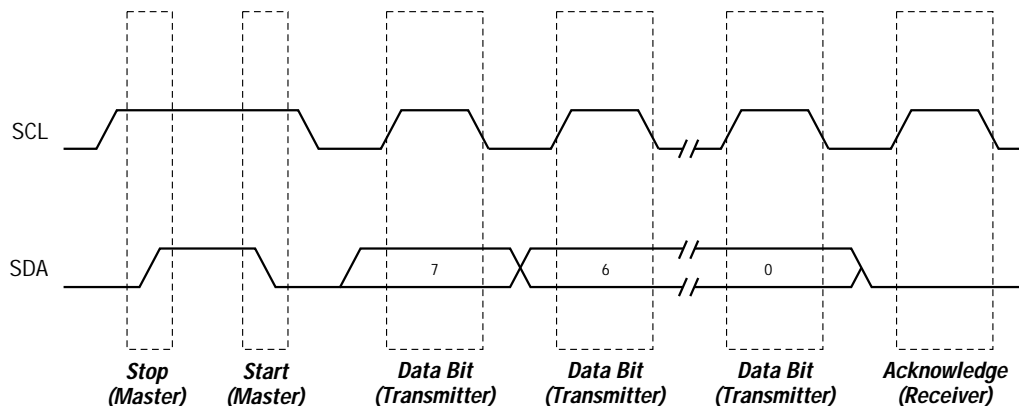 SCL
SDA
7
6
0
Stop
(Master)
Start
(Master)
Data Bit
(Transmitter)
Data Bit
(Transmitter)
Data Bit
(Transmitter)
Acknowledge
(Receiver)